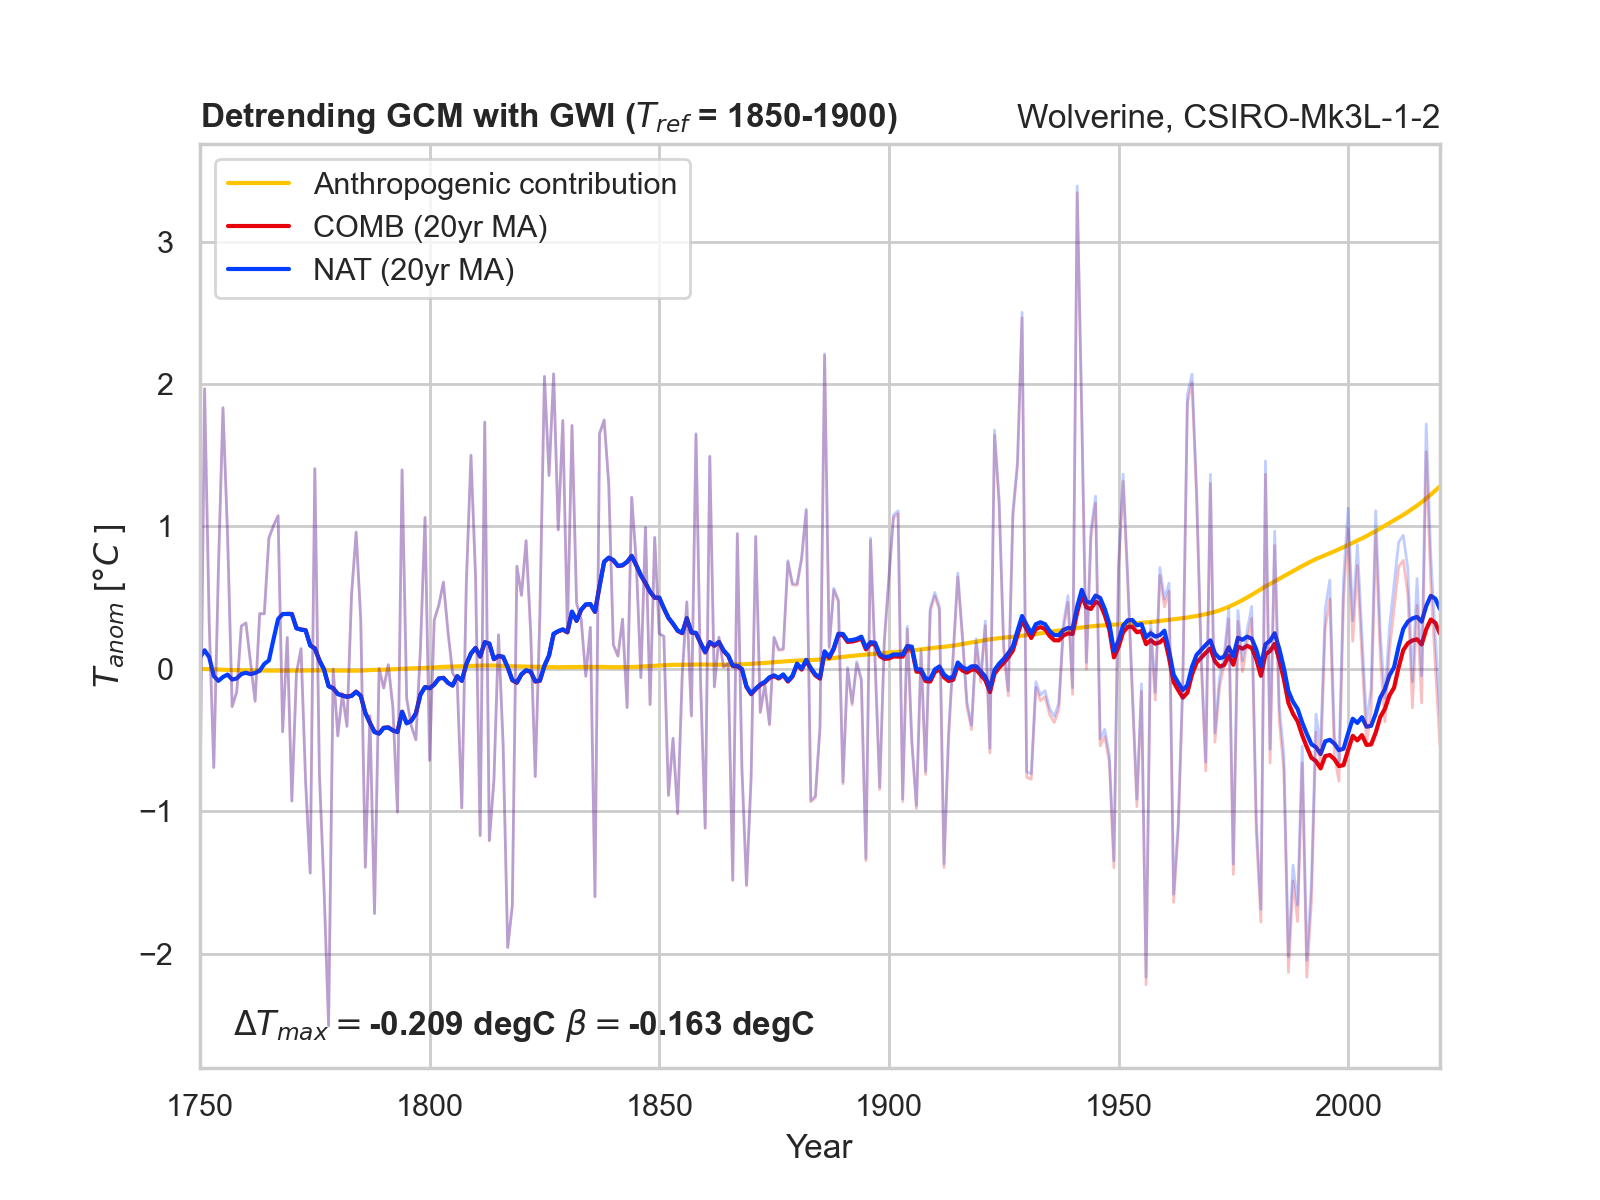 Detrending GCM with GWI (T_ref = 1850-1900)
Wolverine, CSIRO-Mk3L-1-2
Anthropogenic contribution
COMB (20yr MA)
NAT (20yr MA)
3
2
1
0
−1
−2
T_anom [°C]
ΔT_max = -0.209 degC β = -0.163 degC
1750 1800 1850 1900 1950 2000
Year